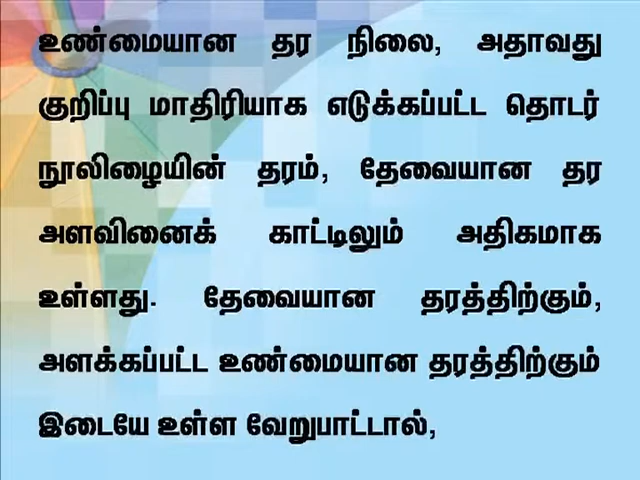 உண்மையான தர நிலை, அதாவது
குறிப்பு மாதிரியாக எடுக்கப்பட்ட தொடர்
நூலிழையின் தரம், தேவையான தர
அளவினைக் காட்டிலும் அதிகமாக
உள்ளது. தேவையான தரத்திற்கும்,
அளக்கப்பட்ட உண்மையான தரத்திற்கும்
இடையே உள்ள வேறுபாட்டால்,